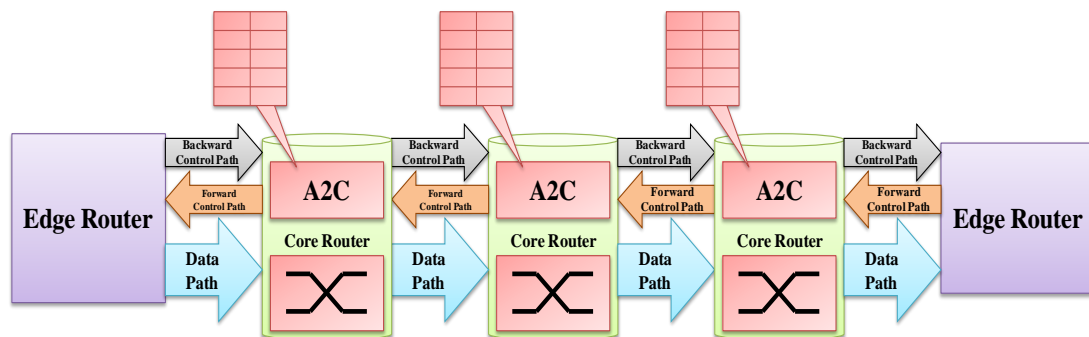 Backward
Control Path
Backward
Control Path
Backward
Control Path
Backward
Control Path
A2C
A2C
A2C
Forward
Control Path
Forward
Control Path
Forward
Control Path
Forward
Control Path
Edge Router
Edge Router
Core Router
Core Router
Core Router
Data
Path
Data
Path
Data
Path
Data
Path